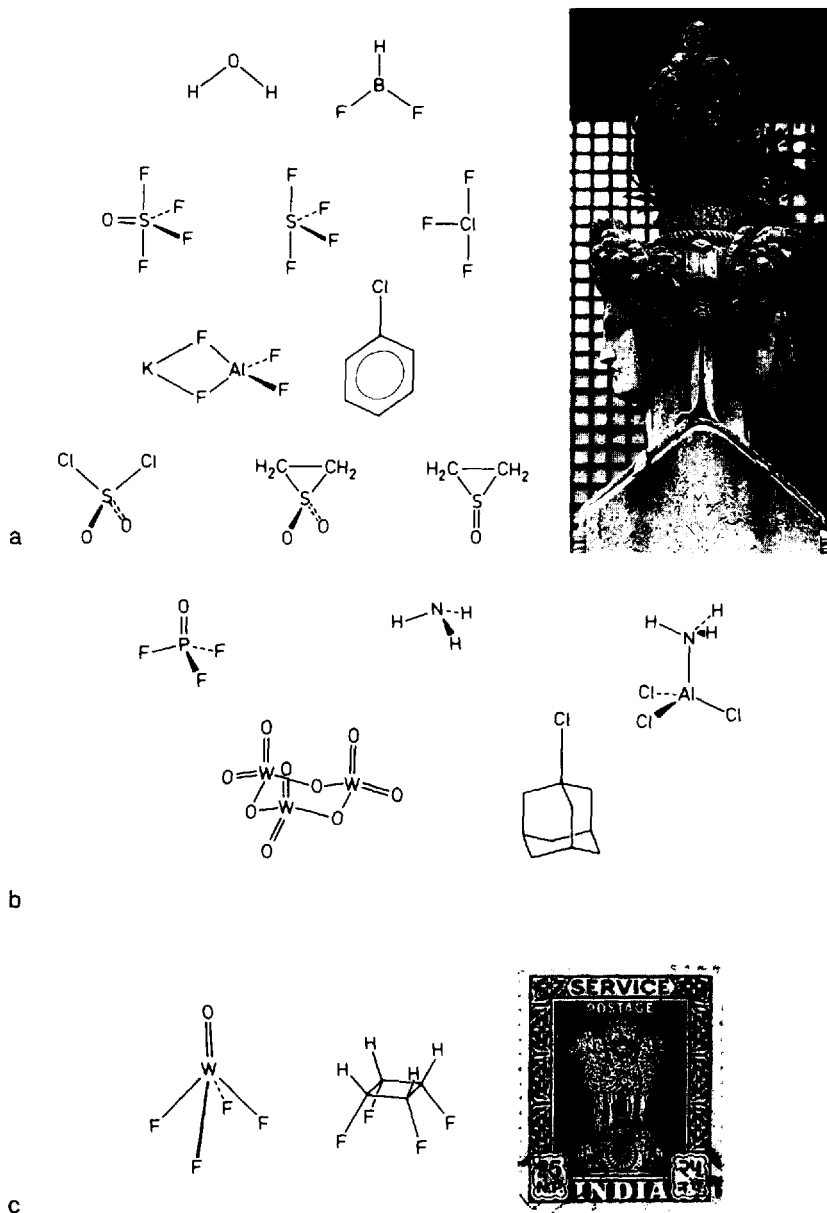 H
O
H H
B
F F
F
F
F
F
O S F F
S F F
F Cl
F
F
F
Cl
F
K Al F
F
F
Cl Cl
S
O O
H2C CH2
S
O O
H2C CH2
S
O
a
O
P
F F
F
H N H
H
H H
N H
Cl Al
Cl Cl
O O
O W O O W
O W O O
O
Cl
b
O
W
F F F
F
H H
H H
F F
F F
SERVICE
POSTAGE
INDIA
c